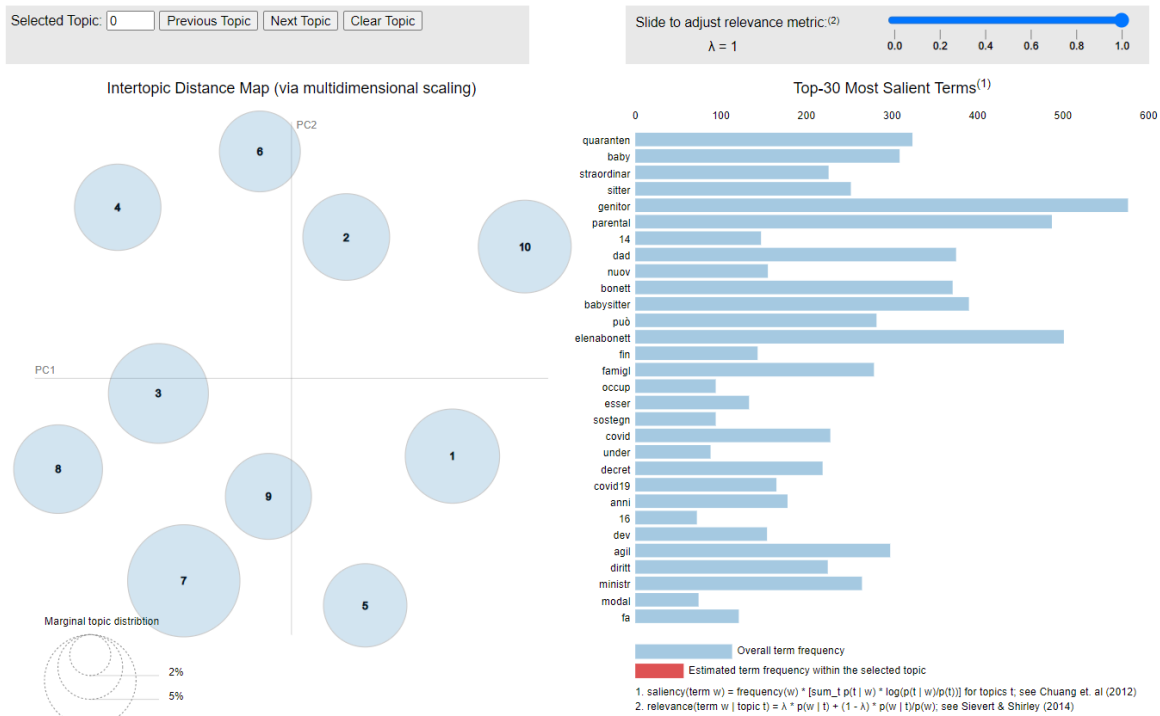 Selected Topic: 0 Previous Topic Next Topic Clear Topic
Slide to adjust relevance metric:(2)
λ = 1
0.0 0.2 0.4 0.6 0.8 1.0
Intertopic Distance Map (via multidimensional scaling)
PC2
PC1
6
4
2
10
3
8
1
9
7
5
Marginal topic distribtion
2%
5%
Top-30 Most Salient Terms(1)
0 100 200 300 400 500 600
quaranten
baby
straordinar
sitter
genitor
parental
14
dad
nuov
bonett
babysitter
può
elenabonett
fin
famigl
occup
esser
sostegn
covid
under
decret
covid19
anni
16
dev
agil
diritt
ministr
modal
fa
Overall term frequency
Estimated term frequency within the selected topic
1. saliency(term w) = frequency(w) * [sum_t p(t | w) * log(p(t | w)/p(t))] for topics t; see Chuang et. al (2012)
2. relevance(term w | topic t) = λ * p(w | t) + (1 - λ) * p(w | t)/p(w); see Sievert & Shirley (2014)